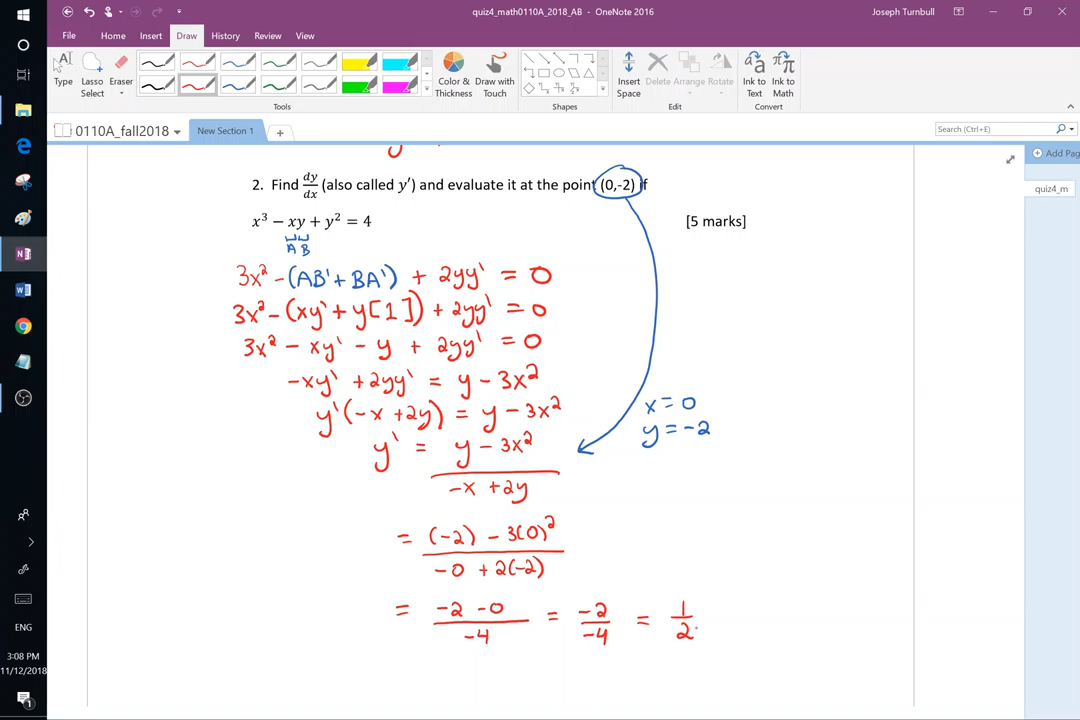 quiz4_math0110A_2018_AB - OneNote 2016
Joseph Turnbull
File Home Insert Draw History Review View
Type
Lasso Select
Eraser
Color & Thickness
Draw with Touch
Insert Space
Delete
Arrange
Rotate
Ink to Text
Ink to Math
Tools
Shapes
Edit
Convert
0110A_fall2018
New Section 1
Search (Ctrl+E)
Add Pag
quiz4_m
2. Find dy/dx (also called y′) and evaluate it at the point (0,-2) if
x³ − xy + y² = 4 [5 marks]
A B
3x² - (AB' + BA') + 2yy' = 0
3x² - (xy' + y[1]) + 2yy' = 0
3x² - xy' - y + 2yy' = 0
-xy' + 2yy' = y - 3x²
y'(-x + 2y) = y - 3x²
x = 0
y = -2
y' = (y - 3x²)/(-x + 2y)
= ((-2) - 3(0)²)/(-0 + 2(-2))
= (-2 -0)/(-4) = -2/-4 = 1/2
ENG
3:08 PM
11/12/2018
1